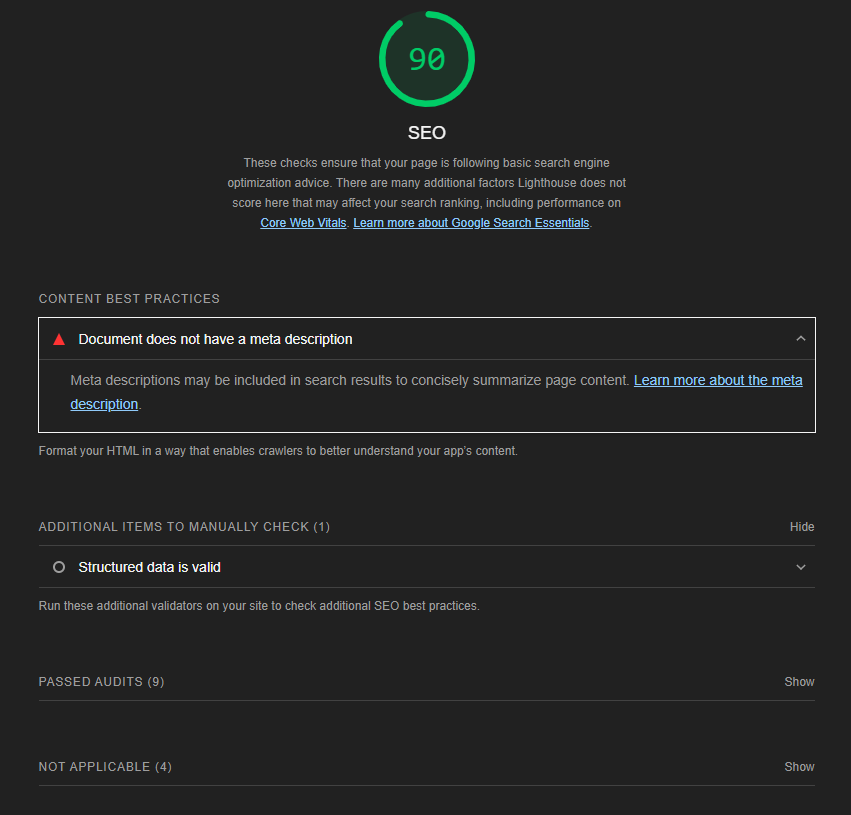 90
SEO
These checks ensure that your page is following basic search engine
optimization advice. There are many additional factors Lighthouse does not
score here that may affect your search ranking, including performance on
Core Web Vitals. Learn more about Google Search Essentials.
CONTENT BEST PRACTICES
Document does not have a meta description
Meta descriptions may be included in search results to concisely summarize page content. Learn more about the meta
description.
Format your HTML in a way that enables crawlers to better understand your app's content.
ADDITIONAL ITEMS TO MANUALLY CHECK (1) Hide
Structured data is valid
Run these additional validators on your site to check additional SEO best practices.
PASSED AUDITS (9) Show
NOT APPLICABLE (4) Show